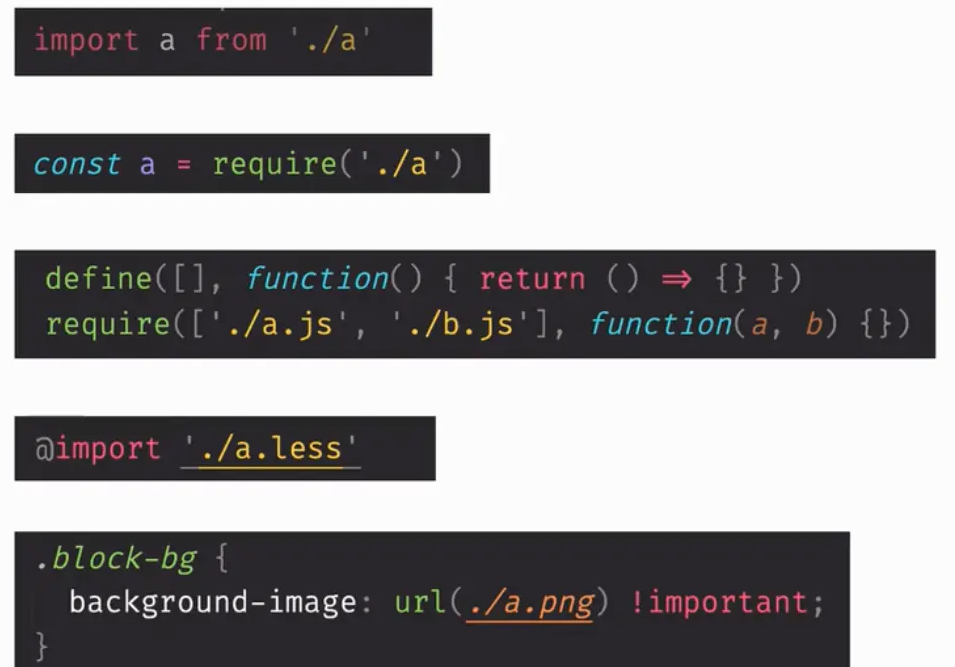 import a from './a'
const a = require('./a')
define([], function() { return () => {} })
require(['./a.js', './b.js'], function(a, b) {})
@import './a.less'
.block-bg {
background-image: url(./a.png) !important;
}